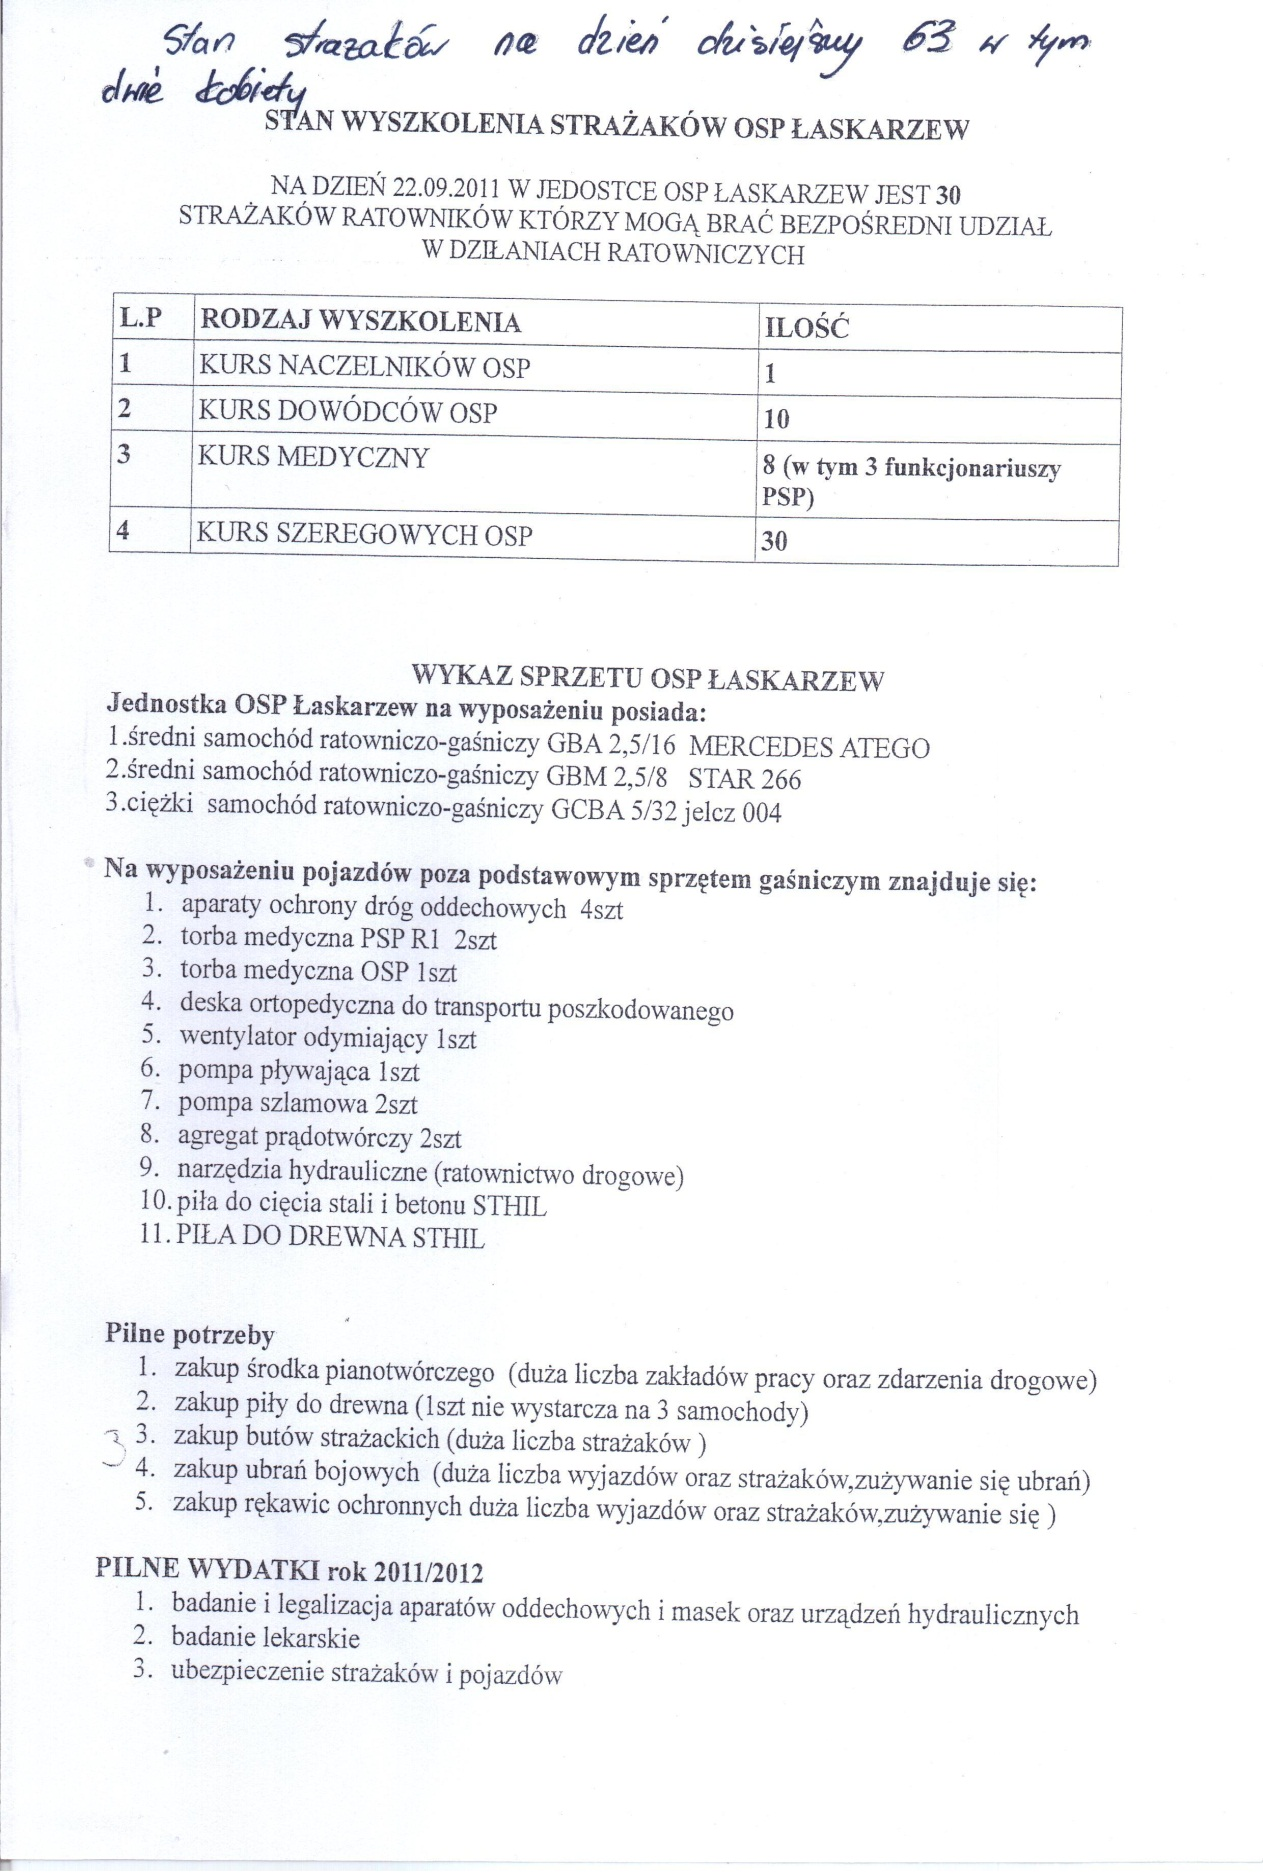 Stan strażaków na dzień dzisiejszy 63 w tym
dwie kobiety
STAN WYSZKOLENIA STRAŻAKÓW OSP ŁASKARZEW
NA DZIEŃ 22.09.2011 W JEDOSTCE OSP ŁASKARZEW JEST 30
STRAŻAKÓW RATOWNIKÓW KTÓRZY MOGĄ BRAĆ BEZPOŚREDNI UDZIAŁ
W DZIŁANIACH RATOWNICZYCH
L.P RODZAJ WYSZKOLENIA ILOŚĆ
1 KURS NACZELNIKÓW OSP 1
2 KURS DOWÓDCÓW OSP 10
3 KURS MEDYCZNY 8 (w tym 3 funkcjonariuszy
PSP)
4 KURS SZEREGOWYCH OSP 30
WYKAZ SPRZETU OSP ŁASKARZEW
Jednostka OSP Łaskarzew na wyposażeniu posiada:
1.średni samochód ratowniczo-gaśniczy GBA 2,5/16 MERCEDES ATEGO
2.średni samochód ratowniczo-gaśniczy GBM 2,5/8 STAR 266
3.ciężki samochód ratowniczo-gaśniczy GCBA 5/32 jelcz 004
Na wyposażeniu pojazdów poza podstawowym sprzętem gaśniczym znajduje się:
1. aparaty ochrony dróg oddechowych 4szt
2. torba medyczna PSP R1 2szt
3. torba medyczna OSP 1szt
4. deska ortopedyczna do transportu poszkodowanego
5. wentylator odymiający 1szt
6. pompa pływająca 1szt
7. pompa szlamowa 2szt
8. agregat prądotwórczy 2szt
9. narzędzia hydrauliczne (ratownictwo drogowe)
10. piła do cięcia stali i betonu STHIL
11. PIŁA DO DREWNA STHIL
Pilne potrzeby
1. zakup środka pianotwórczego (duża liczba zakładów pracy oraz zdarzenia drogowe)
2. zakup piły do drewna (1szt nie wystarcza na 3 samochody)
3. zakup butów strażackich (duża liczba strażaków )
4. zakup ubrań bojowych (duża liczba wyjazdów oraz strażaków,zużywanie się ubrań)
5. zakup rękawic ochronnych duża liczba wyjazdów oraz strażaków,zużywanie się )
PILNE WYDATKI rok 2011/2012
1. badanie i legalizacja aparatów oddechowych i masek oraz urządzeń hydraulicznych
2. badanie lekarskie
3. ubezpieczenie strażaków i pojazdów